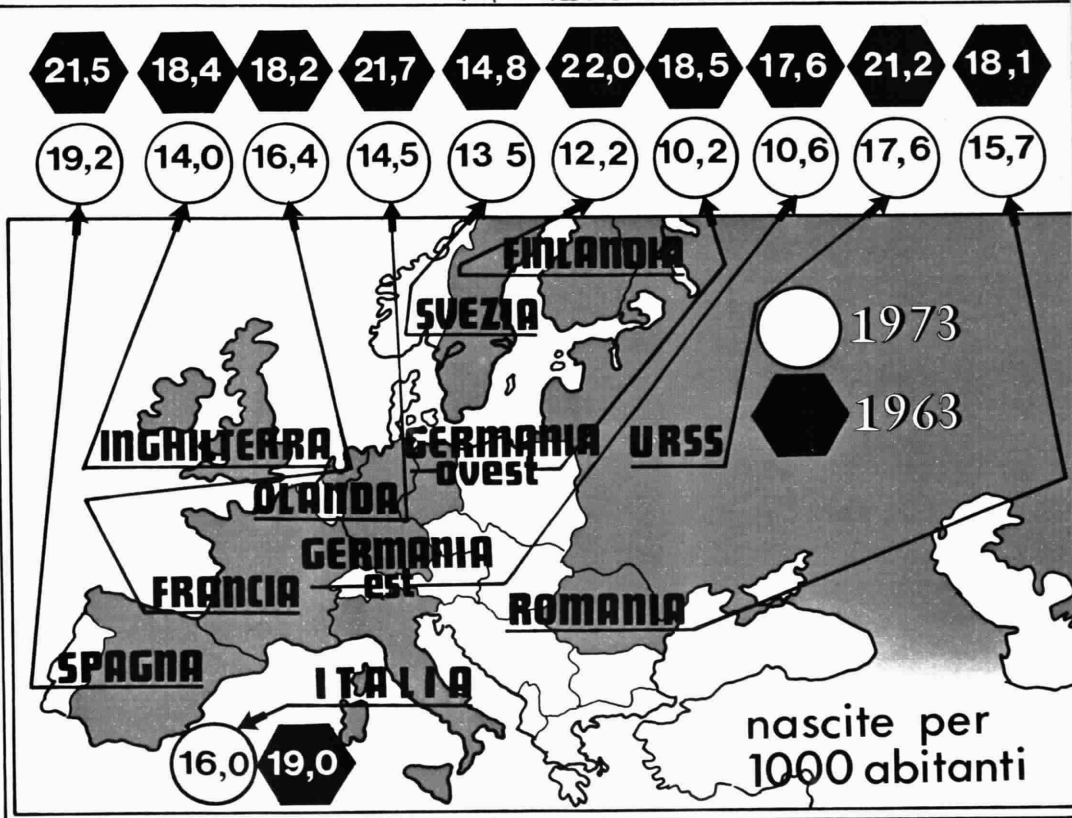 21,5 18,4 18,2 21,7 14,8 22,0 18,5 17,6 21,2 18,1
19,2 14,0 16,4 14,5 13 5 12,2 10,2 10,6 17,6 15,7
FINLANDIA
SVEZIA
1973
1963
INGHILTERRA
GERMANIA
ovest
URSS
OLANDA
GERMANIA
est
FRANCIA
ROMANIA
SPAGNA
ITALIA
16,0 19,0
nascite per
1000 abitanti